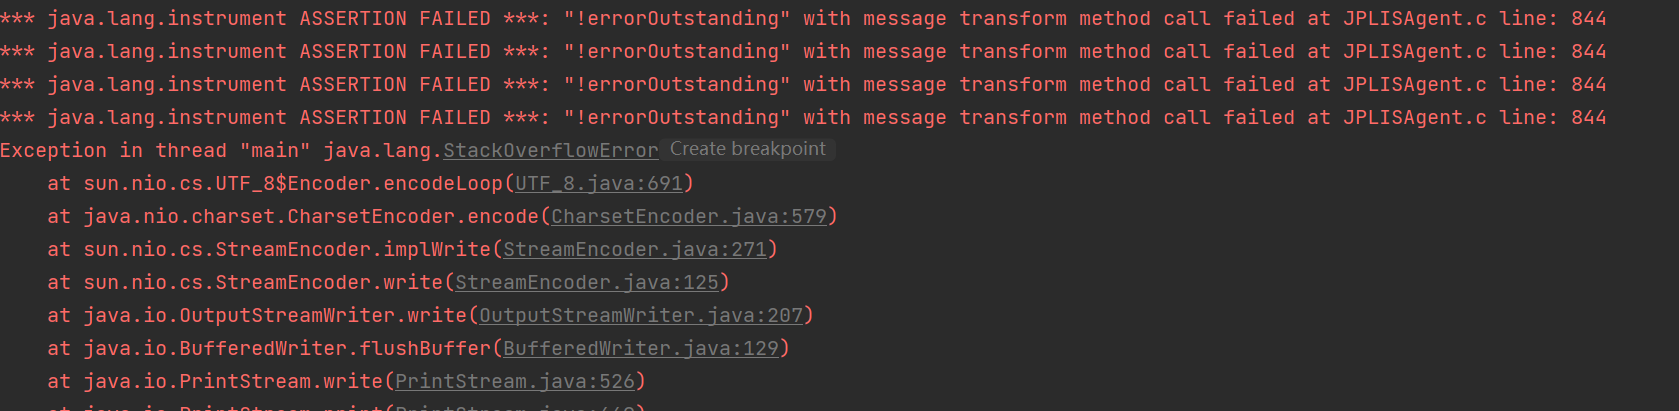 *** java.lang.instrument ASSERTION FAILED ***: "!errorOutstanding" with message transform method call failed at JPLISAgent.c line: 844
*** java.lang.instrument ASSERTION FAILED ***: "!errorOutstanding" with message transform method call failed at JPLISAgent.c line: 844
*** java.lang.instrument ASSERTION FAILED ***: "!errorOutstanding" with message transform method call failed at JPLISAgent.c line: 844
*** java.lang.instrument ASSERTION FAILED ***: "!errorOutstanding" with message transform method call failed at JPLISAgent.c line: 844
Exception in thread "main" java.lang.StackOverflowError Create breakpoint
at sun.nio.cs.UTF_8$Encoder.encodeLoop(UTF_8.java:691)
at java.nio.charset.CharsetEncoder.encode(CharsetEncoder.java:579)
at sun.nio.cs.StreamEncoder.implWrite(StreamEncoder.java:271)
at sun.nio.cs.StreamEncoder.write(StreamEncoder.java:125)
at java.io.OutputStreamWriter.write(OutputStreamWriter.java:207)
at java.io.BufferedWriter.flushBuffer(BufferedWriter.java:129)
at java.io.PrintStream.write(PrintStream.java:526)